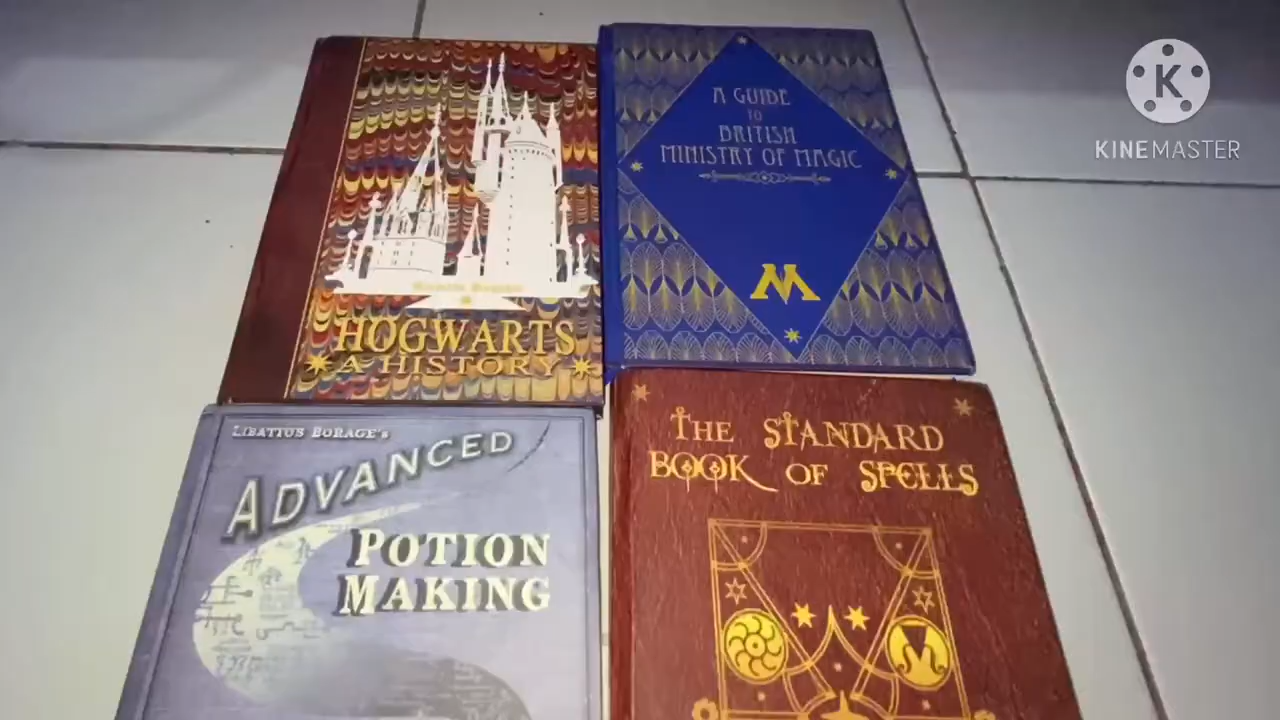 HOGWARTS
A HISTORY
A GUIDE
TO
BRITISH
MINISTRY OF MAGIC
M
LIBATIUS BORAGE's
ADVANCED
POTION
MAKING
THE STANDARD
BOOK OF SPELLS
K
KINEMASTER